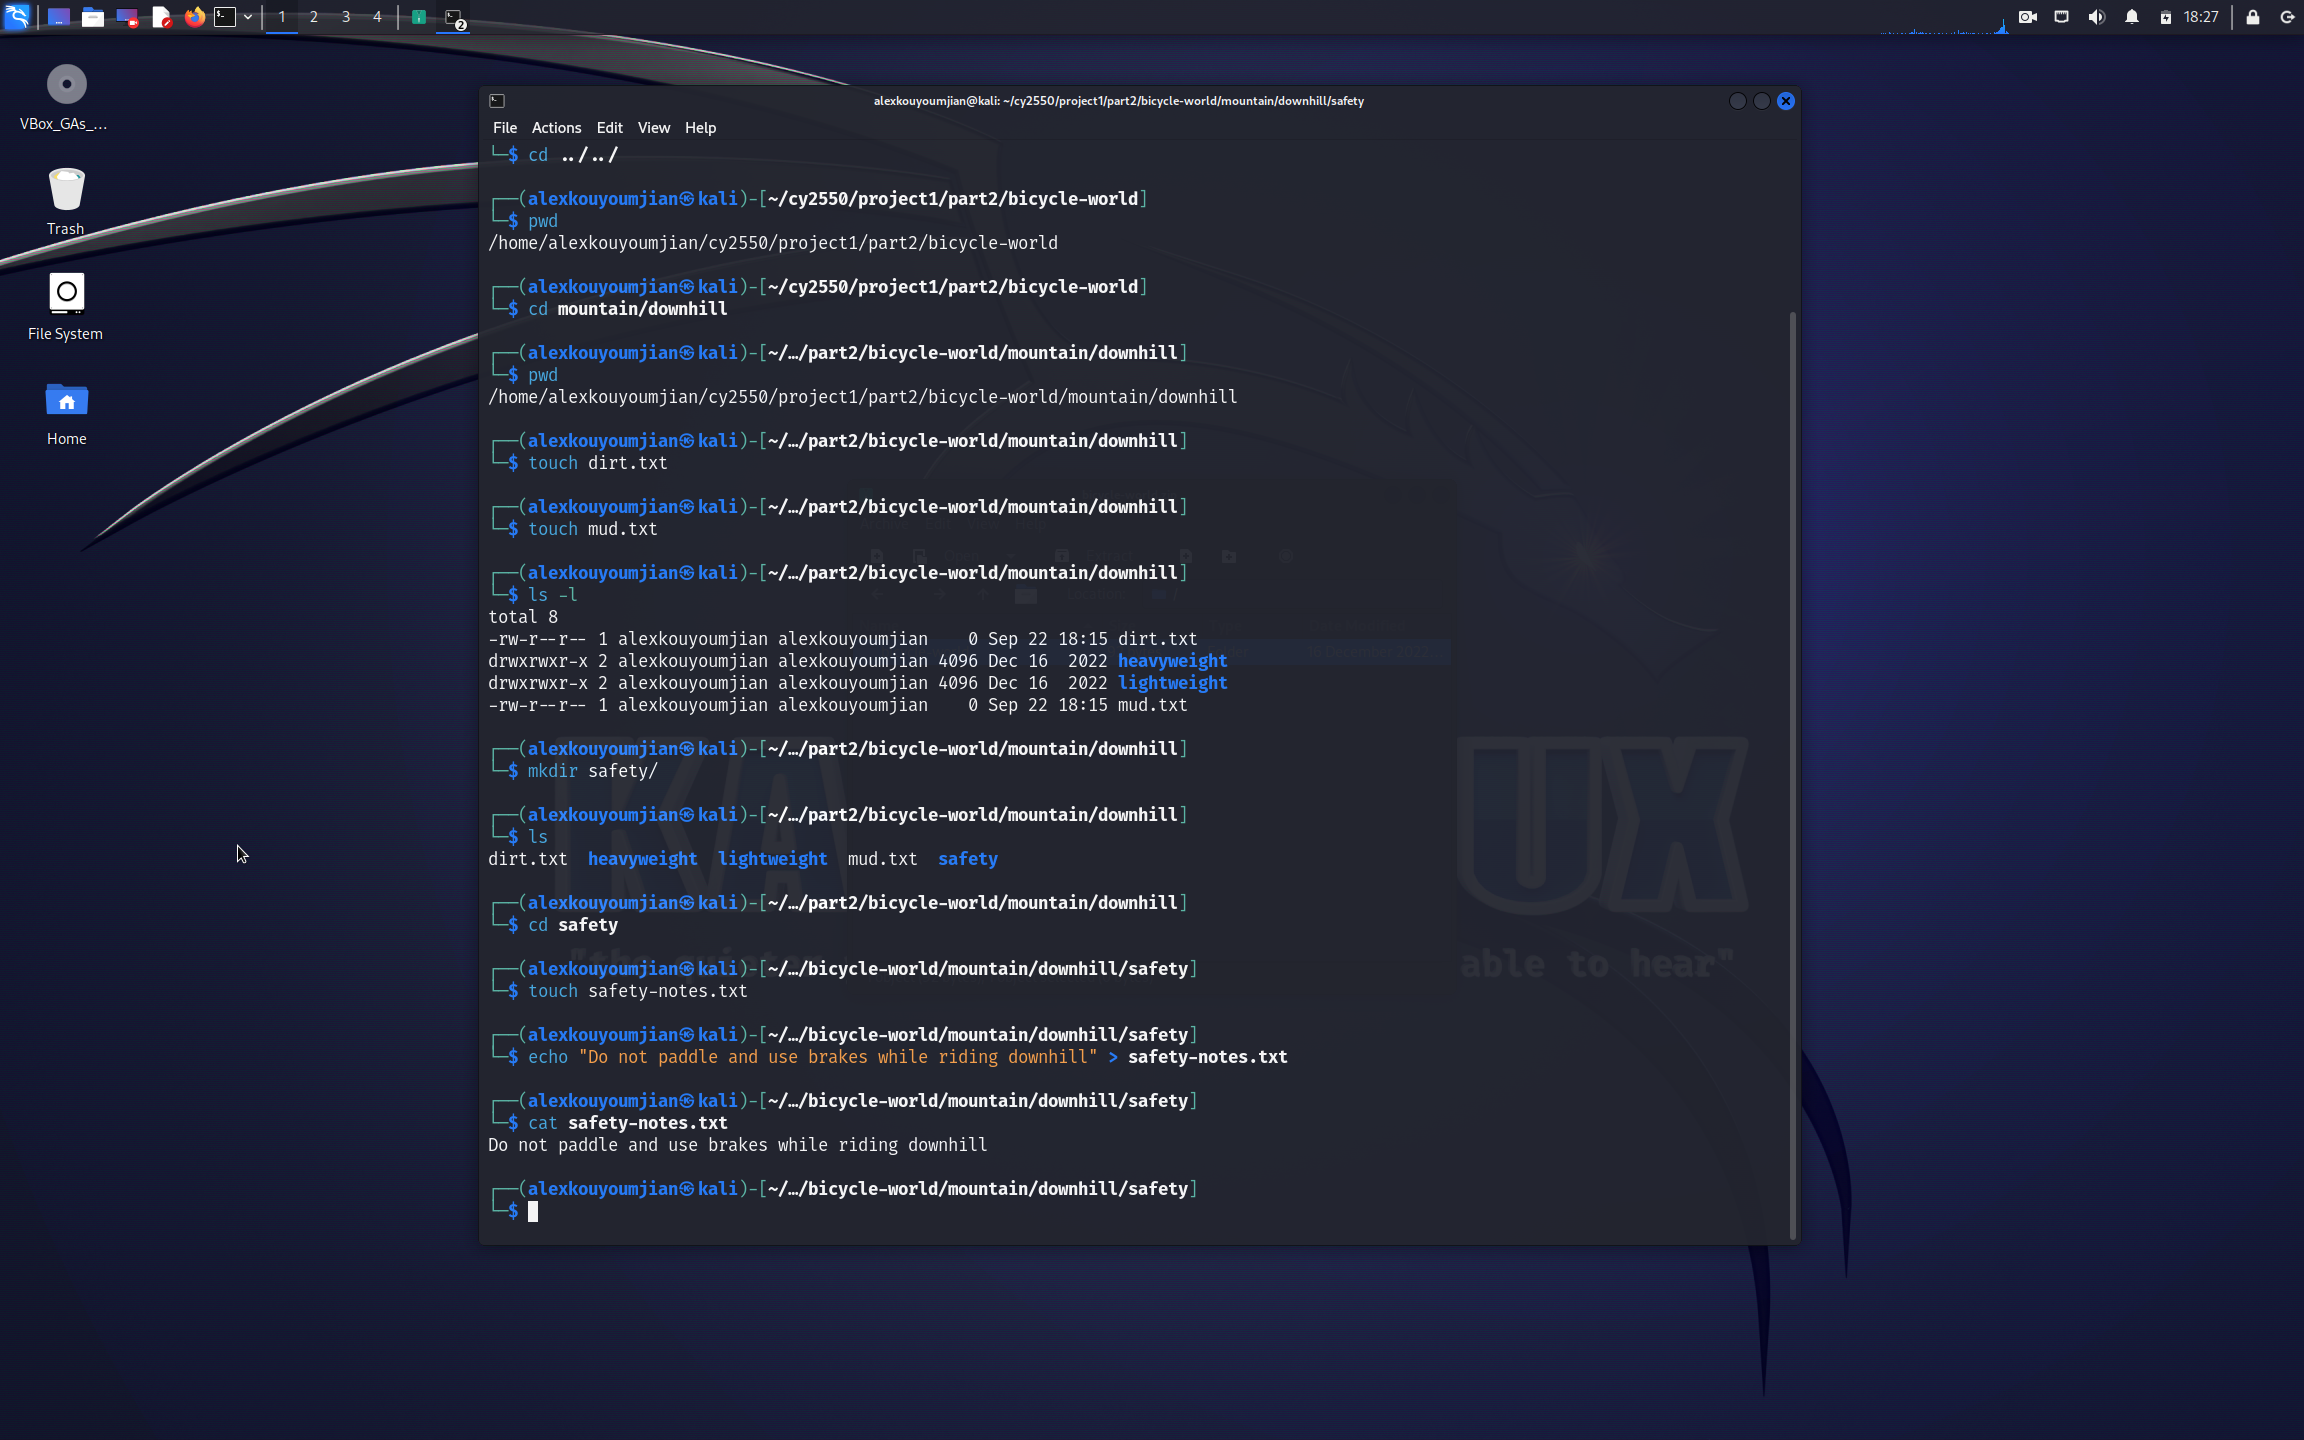 1 2 3 4 2 18:27
VBox_GAs_...
Trash
File System
Home
alexkouyoumjian@kali: ~/cy2550/project1/part2/bicycle-world/mountain/downhill/safety
File Actions Edit View Help
└─$ cd ../../
┌──(alexkouyoumjian㉿kali)-[~/cy2550/project1/part2/bicycle-world]
└─$ pwd
/home/alexkouyoumjian/cy2550/project1/part2/bicycle-world
┌──(alexkouyoumjian㉿kali)-[~/cy2550/project1/part2/bicycle-world]
└─$ cd mountain/downhill
┌──(alexkouyoumjian㉿kali)-[~/…/part2/bicycle-world/mountain/downhill]
└─$ pwd
/home/alexkouyoumjian/cy2550/project1/part2/bicycle-world/mountain/downhill
┌──(alexkouyoumjian㉿kali)-[~/…/part2/bicycle-world/mountain/downhill]
└─$ touch dirt.txt
┌──(alexkouyoumjian㉿kali)-[~/…/part2/bicycle-world/mountain/downhill]
└─$ touch mud.txt
┌──(alexkouyoumjian㉿kali)-[~/…/part2/bicycle-world/mountain/downhill]
└─$ ls -l
total 8
-rw-r--r-- 1 alexkouyoumjian alexkouyoumjian    0 Sep 22 18:15 dirt.txt
drwxrwxr-x 2 alexkouyoumjian alexkouyoumjian 4096 Dec 16  2022 heavyweight
drwxrwxr-x 2 alexkouyoumjian alexkouyoumjian 4096 Dec 16  2022 lightweight
-rw-r--r-- 1 alexkouyoumjian alexkouyoumjian    0 Sep 22 18:15 mud.txt
┌──(alexkouyoumjian㉿kali)-[~/…/part2/bicycle-world/mountain/downhill]
└─$ mkdir safety/
┌──(alexkouyoumjian㉿kali)-[~/…/part2/bicycle-world/mountain/downhill]
└─$ ls
dirt.txt  heavyweight  lightweight  mud.txt  safety
┌──(alexkouyoumjian㉿kali)-[~/…/part2/bicycle-world/mountain/downhill]
└─$ cd safety
┌──(alexkouyoumjian㉿kali)-[~/…/bicycle-world/mountain/downhill/safety]
└─$ touch safety-notes.txt
┌──(alexkouyoumjian㉿kali)-[~/…/bicycle-world/mountain/downhill/safety]
└─$ echo "Do not paddle and use brakes while riding downhill" > safety-notes.txt
┌──(alexkouyoumjian㉿kali)-[~/…/bicycle-world/mountain/downhill/safety]
└─$ cat safety-notes.txt
Do not paddle and use brakes while riding downhill
┌──(alexkouyoumjian㉿kali)-[~/…/bicycle-world/mountain/downhill/safety]
└─$
KA UX
able to hear"